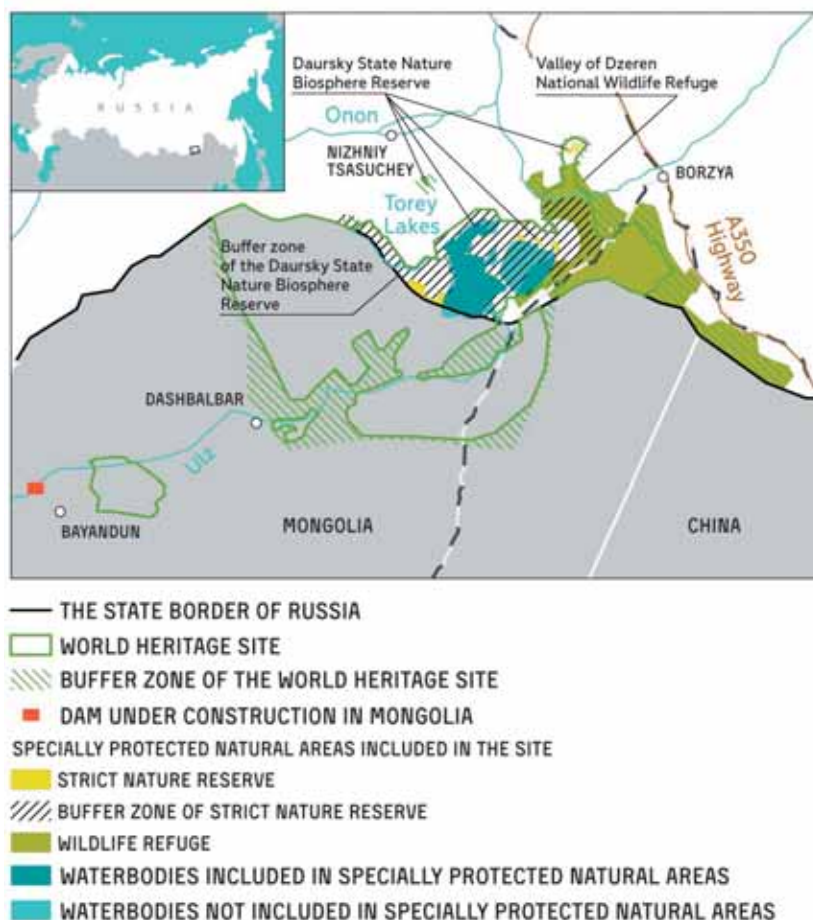 RUSSIA
Daursky State Nature
Biosphere Reserve
Valley of Dzeren
National Wildlife Refuge
Onon
NIZHNIY
TSASUCHEY
BORZYA
Torey
Lakes
A350
Highway
Buffer zone
of the Daursky State
Nature Biosphere
Reserve
DASHBALBAR
Ulz
BAYANDUN
MONGOLIA
CHINA
THE STATE BORDER OF RUSSIA
WORLD HERITAGE SITE
BUFFER ZONE OF THE WORLD HERITAGE SITE
DAM UNDER CONSTRUCTION IN MONGOLIA
SPECIALLY PROTECTED NATURAL AREAS INCLUDED IN THE SITE
STRICT NATURE RESERVE
BUFFER ZONE OF STRICT NATURE RESERVE
WILDLIFE REFUGE
WATERBODIES INCLUDED IN SPECIALLY PROTECTED NATURAL AREAS
WATERBODIES NOT INCLUDED IN SPECIALLY PROTECTED NATURAL AREAS